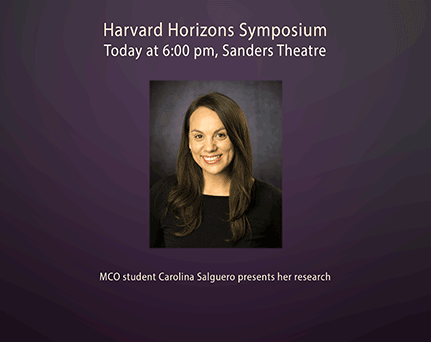 Harvard Horizons Symposium
Today at 6:00 pm, Sanders Theatre
MCO student Carolina Salguero presents her research